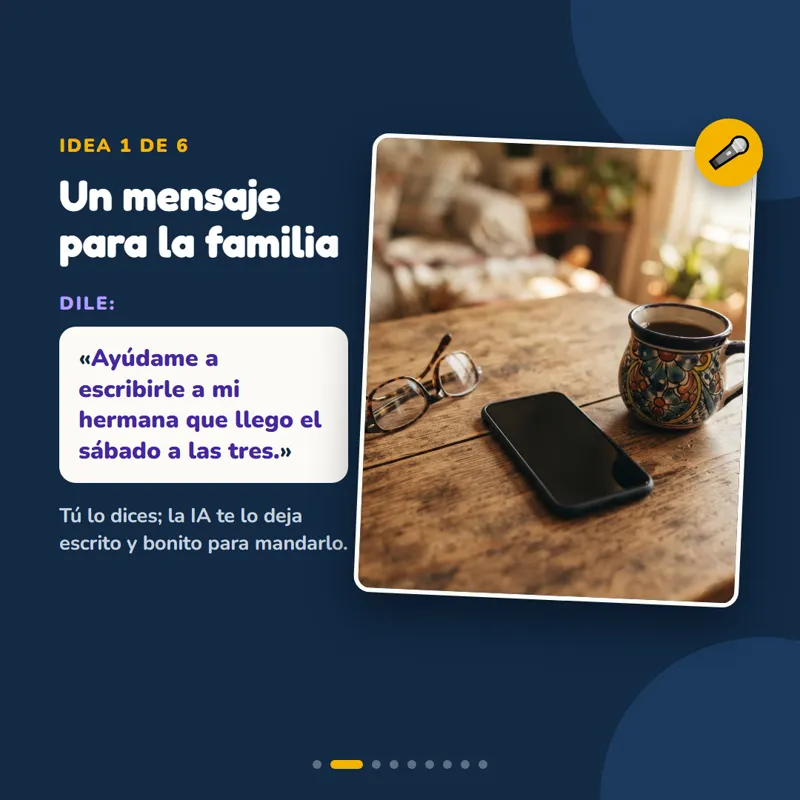 IDEA 1 DE 6
Un mensaje
para la familia
DILE:
«Ayúdame a
escribirle a mi
hermana que llego el
sábado a las tres.»
Tú lo dices; la IA te lo deja
escrito y bonito para mandarlo.